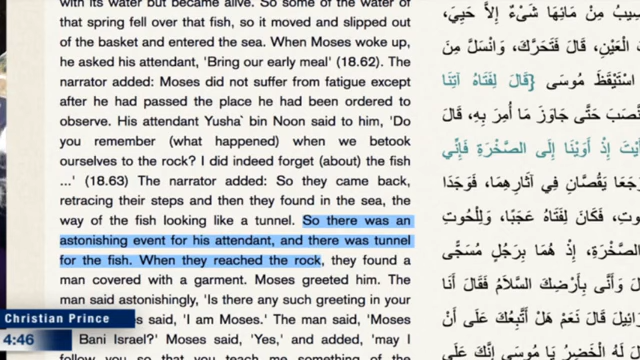 with its water but became alive. So some of the water of
that spring fell over that fish, so it moved and slipped out
of the basket and entered the sea. When Moses woke up,
he asked his attendant, 'Bring our early meal' (18.62). The
narrator added: Moses did not suffer from fatigue except
after he had passed the place he had been ordered to
observe. His attendant Yusha` bin Noon said to him, 'Do
you remember (what happened) when we betook
ourselves to the rock? I did indeed forget (about) the fish
...' (18.63) The narrator added: So they came back,
retracing their steps and then they found in the sea, the
way of the fish looking like a tunnel. So there was an
astonishing event for his attendant, and there was tunnel
for the fish. When they reached the rock, they found a
man covered with a garment. Moses greeted him. The
man said astonishingly, 'Is there any such greeting in your
said, 'I am Moses.' The man said, 'Moses
Bani Israel?' Moses said, 'Yes,' and added, 'may I
follow you so that you teach me something of the
Christian Prince
4:46
صِيبُ مِنْ مَائِهَا شَىْءٌ إِلاَّ حَيِيَ،
الْعَيْنِ، قَالَ فَتَحَرَّكَ، وَانْسَلَّ مِنَ
اسْتَيْقَظَ مُوسَى {قَالَ لِفَتَاهُ آتِنَا
نَّصَبَ حَتَّى جَاوَزَ مَا أُمِرَ بِهِ، قَالَ
أَيْتَ إِذْ أَوَيْنَا إِلَى الصَّخْرَةِ فَإِنِّي
رَجَعَا يَقُصَّانِ فِي آثَارِهِمَا، فَوَجَدَا
فَكَانَ لِفَتَاهُ عَجَبًا، وَلِلْحُوتِ
الصَّخْرَةِ، إِذْ هُمَا بِرَجُلٍ مُسَجًّى
وَأَنَّى بِأَرْضِكَ السَّلاَمُ فَقَالَ أَنَا
قَالَ نَعَمْ هَلْ أَتَّبِعُكَ عَلَى أَنْ
لَهُ الْخَضِرُ يَا مُوسَى إِنَّكَ عَلَى